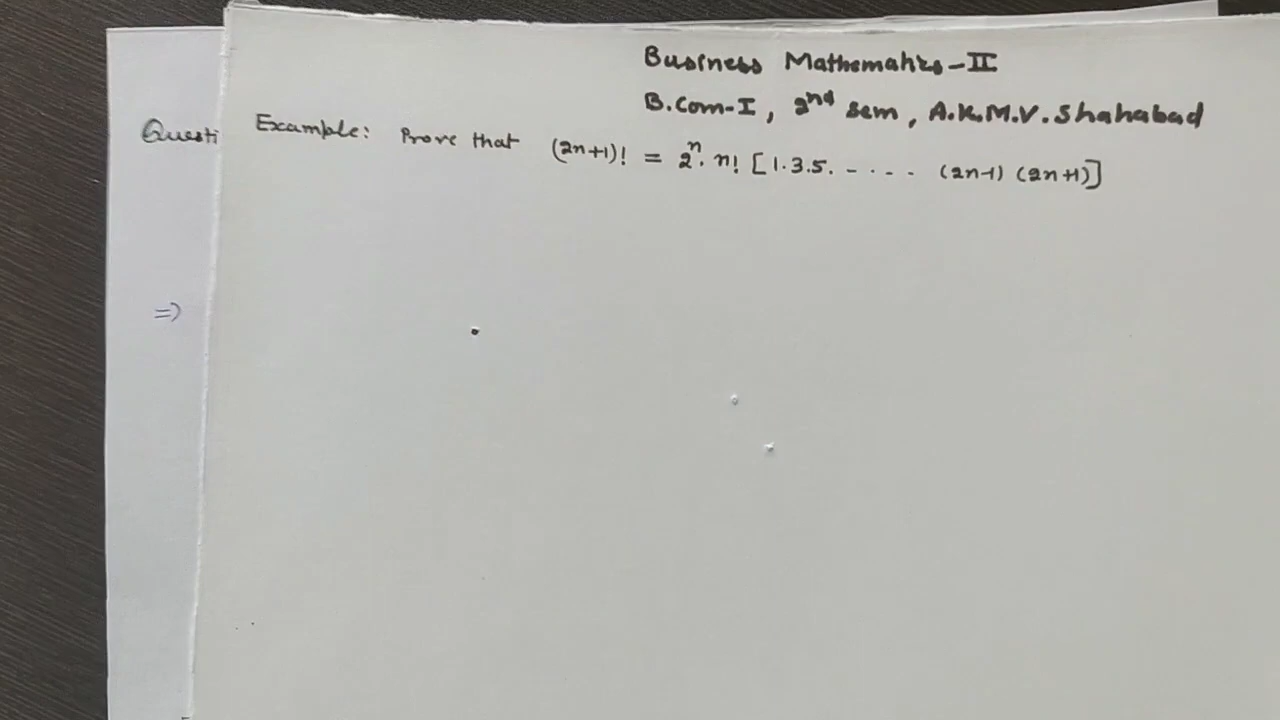 Business Mathematics-II
B.Com-I, 2nd sem, A.K.M.V. Shahabad
Questi
Example: Prove that (2n+1)! = 2^n. n! [1.3.5. - . . . . (2n-1) (2n+1)]
=>